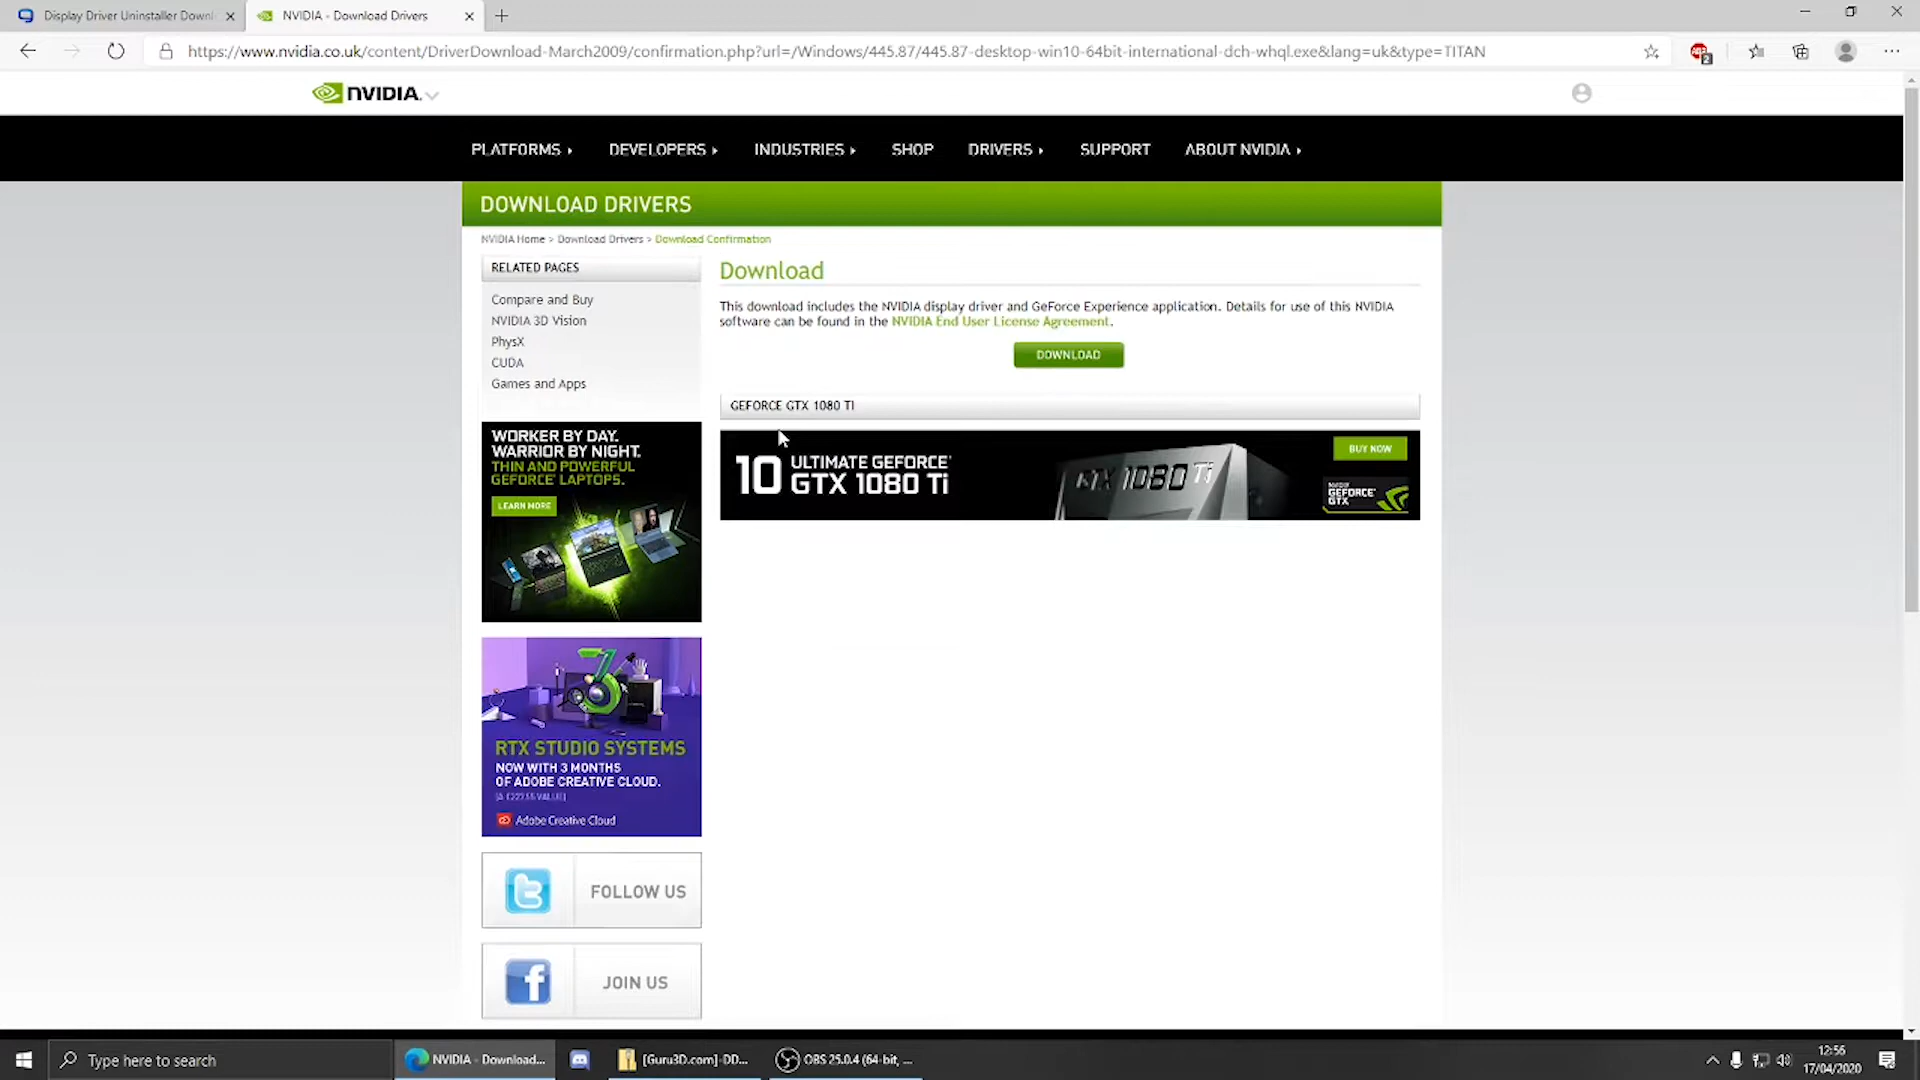 Display Driver Uninstaller Downl
NVIDIA - Download Drivers
https://www.nvidia.co.uk/content/DriverDownload-March2009/confirmation.php?url=/Windows/445.87/445.87-desktop-win10-64bit-international-dch-whql.exe&lang=uk&type=TITAN
2
NVIDIA.
PLATFORMS DEVELOPERS INDUSTRIES SHOP DRIVERS SUPPORT ABOUT NVIDIA
DOWNLOAD DRIVERS
NVIDIA Home > Download Drivers > Download Confirmation
RELATED PAGES
Compare and Buy
NVIDIA 3D Vision
PhysX
CUDA
Games and Apps
Download
This download includes the NVIDIA display driver and GeForce Experience application. Details for use of this NVIDIA
software can be found in the NVIDIA End User License Agreement.
DOWNLOAD
GEFORCE GTX 1080 TI
10 ULTIMATE GEFORCE
GTX 1080 Ti
GTX 1080 Ti
BUY NOW
NVIDIA
GEFORCE
GTX
WORKER BY DAY.
WARRIOR BY NIGHT.
THIN AND POWERFUL
GEFORCE LAPTOPS.
LEARN MORE
3
RTX STUDIO SYSTEMS
NOW WITH 3 MONTHS
OF ADOBE CREATIVE CLOUD.
Adobe Creative Cloud
FOLLOW US
JOIN US
Type here to search
NVIDIA - Download...
[Guru3D.com]-DD...
OBS 25.0.4 (64-bit, ...
12:56
17/04/2020